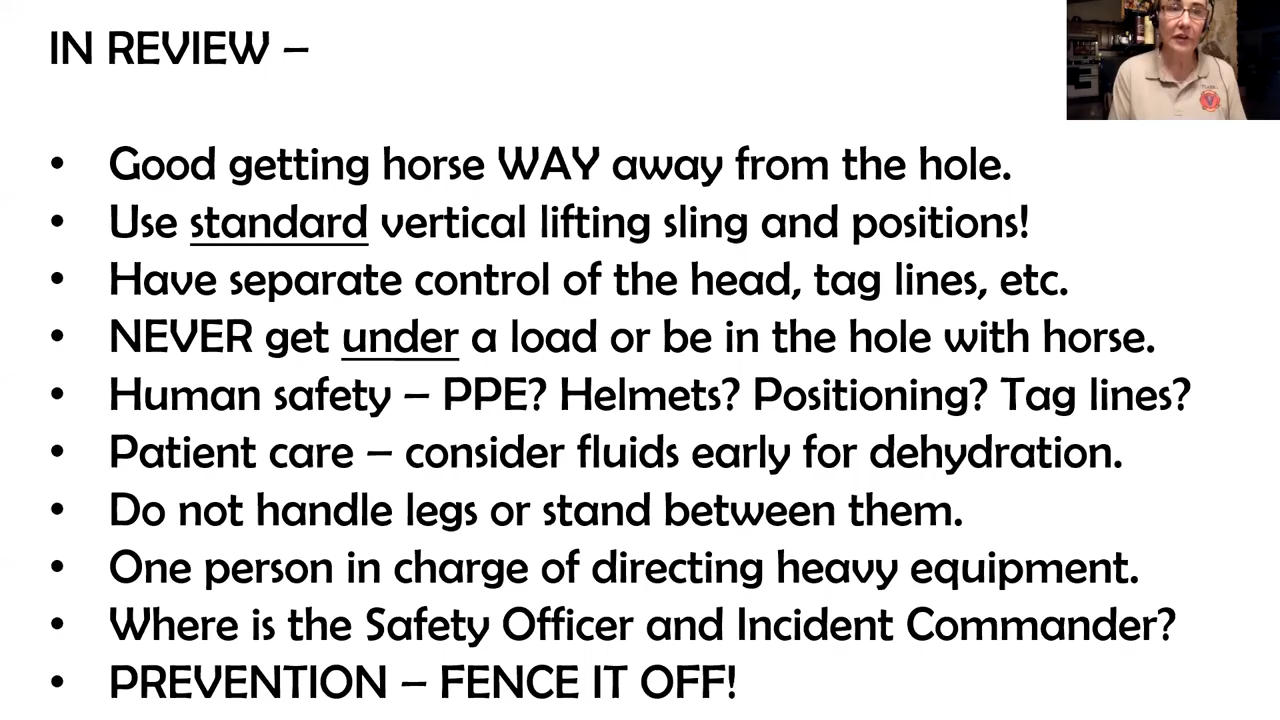 IN REVIEW –
• Good getting horse WAY away from the hole.
• Use standard vertical lifting sling and positions!
• Have separate control of the head, tag lines, etc.
• NEVER get under a load or be in the hole with horse.
• Human safety – PPE? Helmets? Positioning? Tag lines?
• Patient care – consider fluids early for dehydration.
• Do not handle legs or stand between them.
• One person in charge of directing heavy equipment.
• Where is the Safety Officer and Incident Commander?
• PREVENTION – FENCE IT OFF!